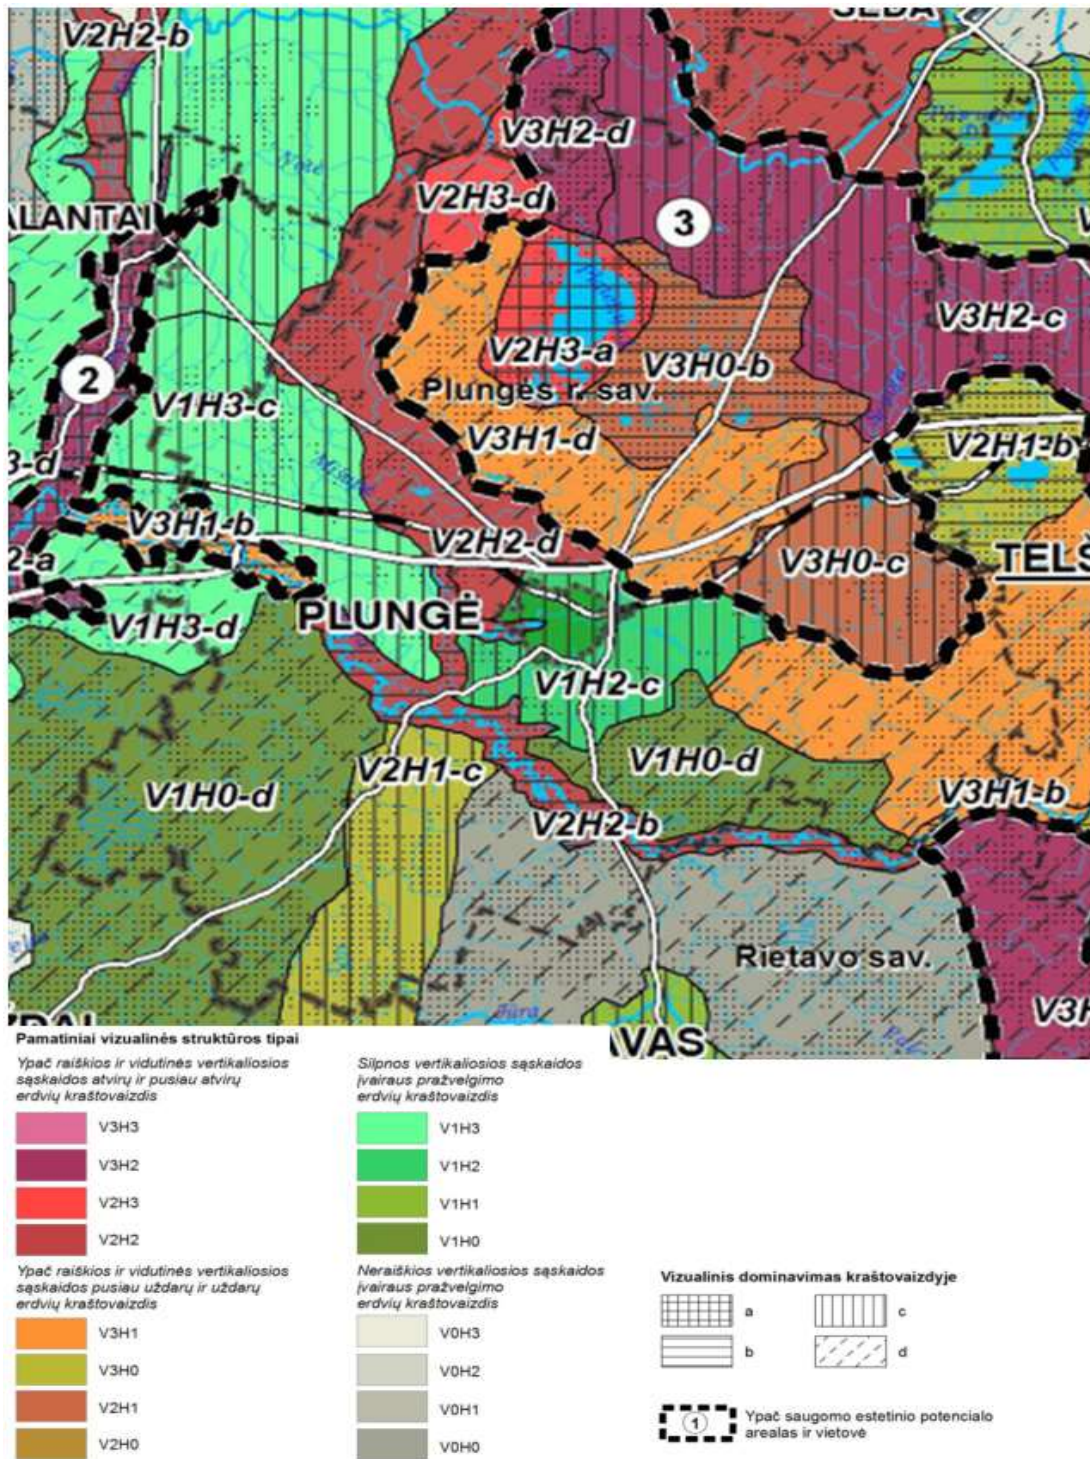 SEDA
V2H2-b
V3H2-d
V2H3-d
3
ALANTAI
V3H2-c
V2H3-a
V3H0-b
2
Plungės r. sav.
V1H3-c
V3H1-d
V2H1-b
3-d
V3H1-b
V2H2-d
V3H0-c
TELŠ
2-a
PLUNGĖ
V1H3-d
V1H2-c
V2H1-c
V1H0-d
V1H0-d
V3H1-b
V2H2-b
Rietavo sav.
Jūra
V3H
VAS
Pamatiniai vizualinės struktūros tipai
Ypač raiškios ir vidutinės vertikaliosios
sąskaidos atvirų ir pusiau atvirų
erdvių kraštovaizdis
V3H3
V3H2
V2H3
V2H2
Ypač raiškios ir vidutinės vertikaliosios
sąskaidos pusiau uždarų ir uždarų
erdvių kraštovaizdis
V3H1
V3H0
V2H1
V2H0
Silpnos vertikaliosios sąskaidos
įvairaus pražvelgimo
erdvių kraštovaizdis
V1H3
V1H2
V1H1
V1H0
Neraiškios vertikaliosios sąskaidos
įvairaus pražvelgimo
erdvių kraštovaizdis
V0H3
V0H2
V0H1
V0H0
Vizualinis dominavimas kraštovaizdyje
a
c
b
d
1
Ypač saugomo estetinio potencialo
arealas ir vietovė